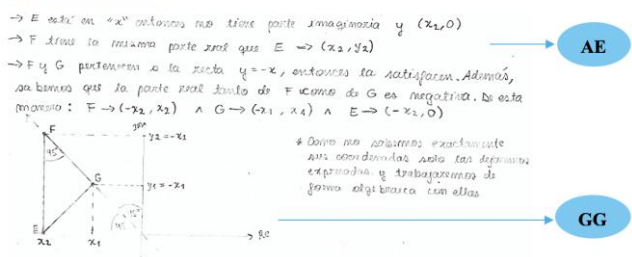 → E está en "x" entonces no tiene parte imaginaria y (x₂,0)
→ F tiene la misma parte real que E → (x₂, y₂)
→ F y G pertenecen a la recta y = -x, entonces la satisfacen. Además,
sabemos que la parte real tanto de F como de G es negativa. De esta
manera: F → (-x₂, x₂) ∧ G → (-x₁, x₁) ∧ E → (-x₂, 0)
AE
F
Im
y₂ = -x₂
45°
* Como no sabemos exactamente
sus coordenadas solo las dejamos
expresadas y trabajaremos de
forma algebraica con ellas.
G
y₁ = -x₁
45°
45°
E
x₂
x₁
Re
GG